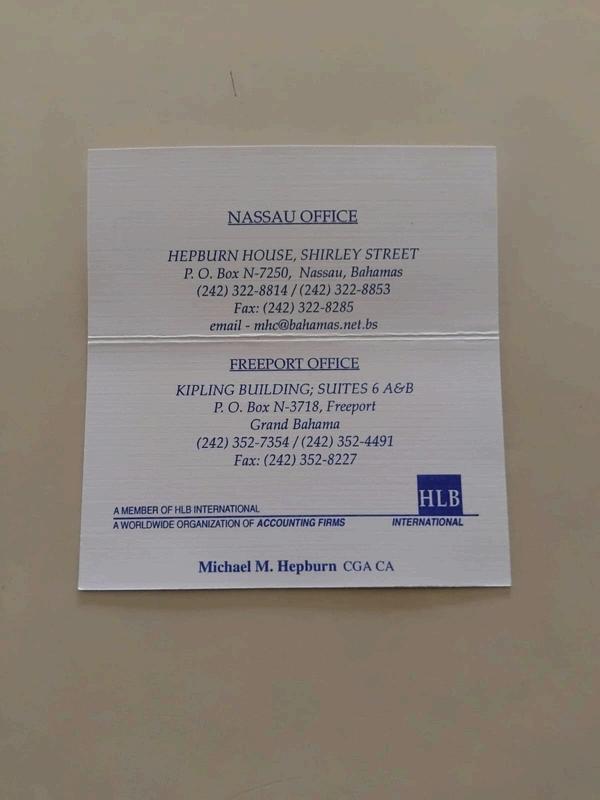 NASSAU OFFICE
HEPBURN HOUSE, SHIRLEY STREET
P. O. Box N-7250, Nassau, Bahamas
(242) 322-8814 / (242) 322-8853
Fax: (242) 322-8285
email - mhc@bahamas.net.bs
FREEPORT OFFICE
KIPLING BUILDING; SUITES 6 A&B
P. O. Box N-3718, Freeport
Grand Bahama
(242) 352-7354 / (242) 352-4491
Fax: (242) 352-8227
HLB
A MEMBER OF HLB INTERNATIONAL
A WORLDWIDE ORGANIZATION OF ACCOUNTING FIRMS
INTERNATIONAL
Michael M. Hepburn CGA CA